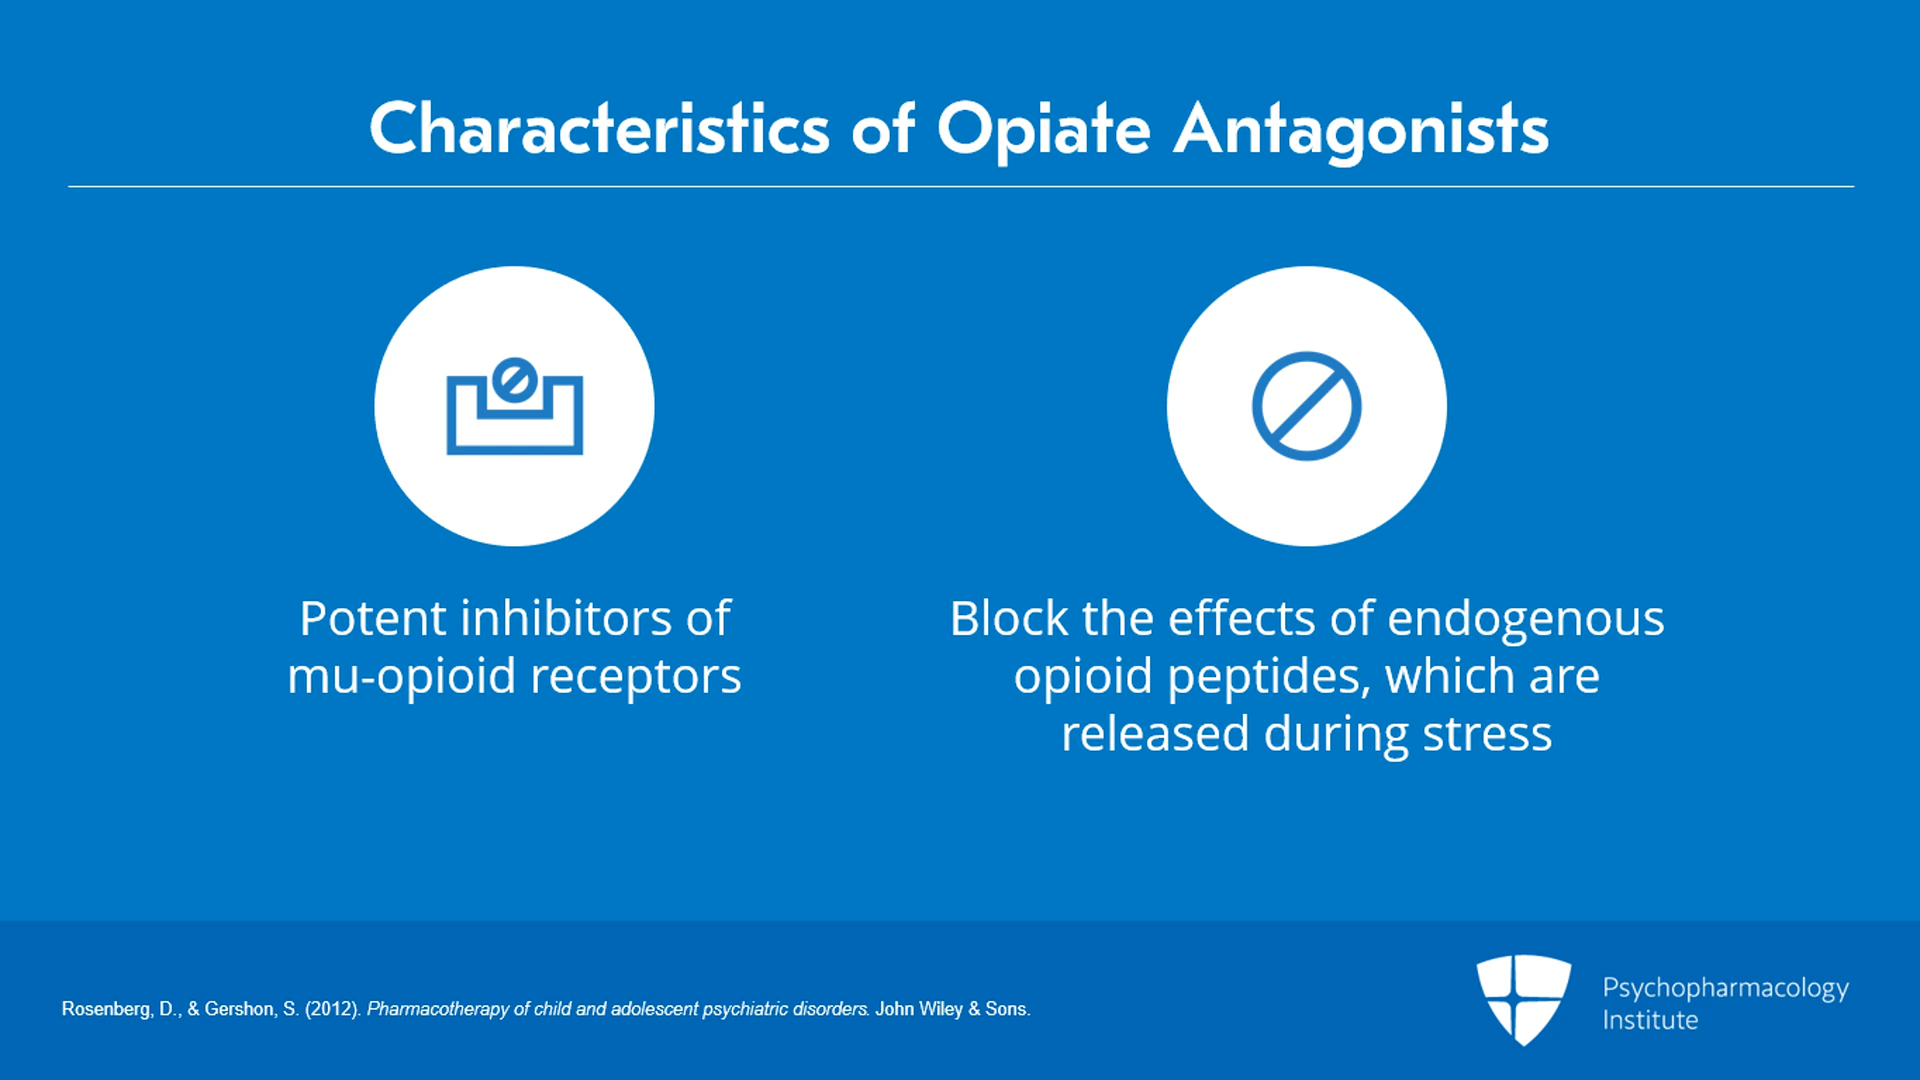 Characteristics of Opiate Antagonists
Potent inhibitors of
mu-opioid receptors
Block the effects of endogenous
opioid peptides, which are
released during stress
Rosenberg, D., & Gershon, S. (2012). Pharmacotherapy of child and adolescent psychiatric disorders. John Wiley & Sons.
Psychopharmacology
Institute